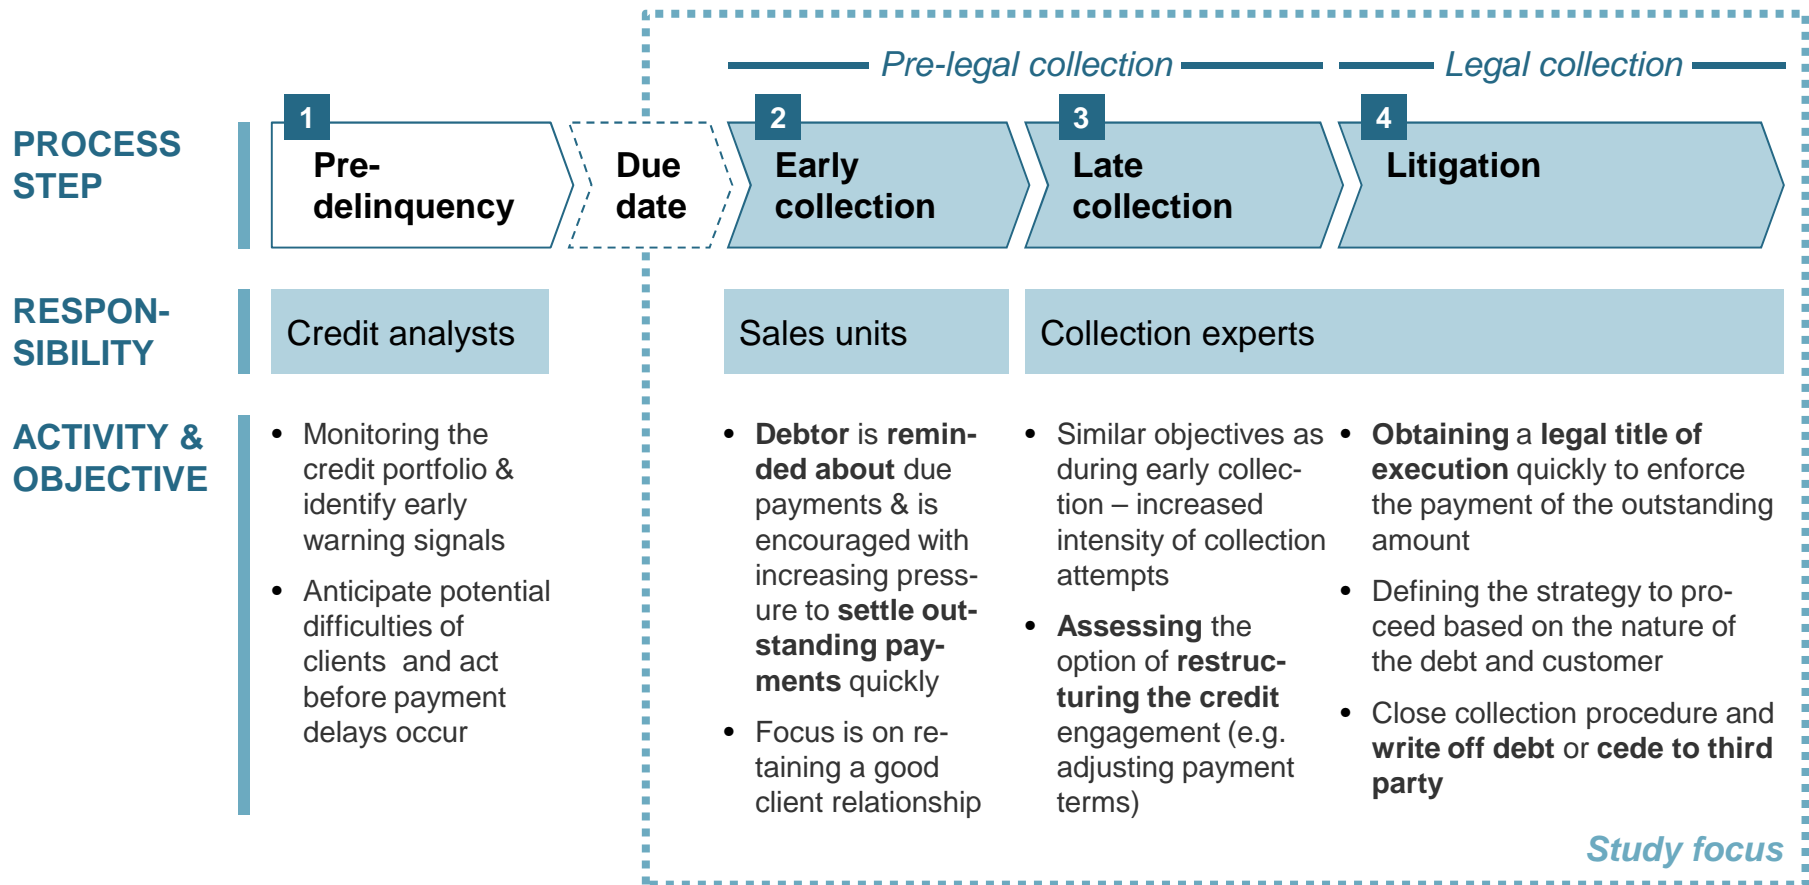 Pre-legal collection
Legal collection
PROCESS
STEP
1
Pre-
delinquency
Due
date
2
Early
collection
3
Late
collection
4
Litigation
RESPON-
SIBILITY
Credit analysts
Sales units
Collection experts
ACTIVITY &
OBJECTIVE
• Monitoring the
credit portfolio &
identify early
warning signals
• Anticipate potential
difficulties of
clients and act
before payment
delays occur
• Debtor is remin-
ded about due
payments & is
encouraged with
increasing press-
ure to settle out-
standing pay-
ments quickly
• Focus is on re-
taining a good
client relationship
• Similar objectives as
during early collec-
tion – increased
intensity of collection
attempts
• Assessing the
option of restruc-
turing the credit
engagement (e.g.
adjusting payment
terms)
• Obtaining a legal title of
execution quickly to enforce
the payment of the outstanding
amount
• Defining the strategy to pro-
ceed based on the nature of
the debt and customer
• Close collection procedure and
write off debt or cede to third
party
Study focus